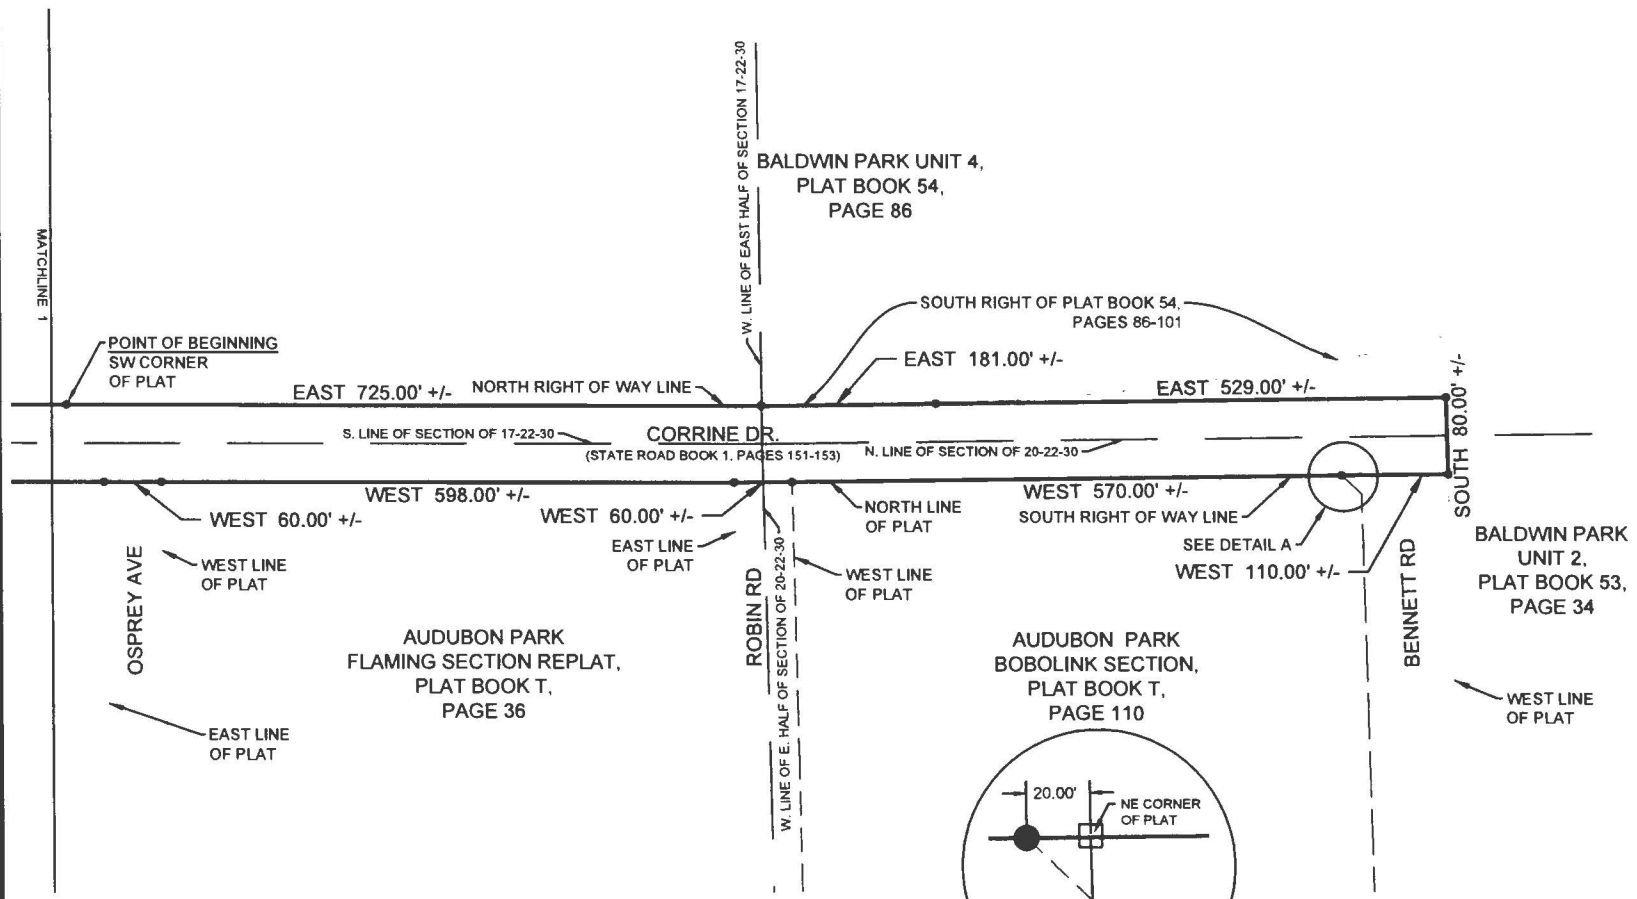 W. LINE OF EAST HALF OF SECTION 17-22-30
BALDWIN PARK UNIT 4,
PLAT BOOK 54,
PAGE 86
MATCHLINE 1
SOUTH RIGHT OF PLAT BOOK 54,
PAGES 86-101
POINT OF BEGINNING
SW CORNER
OF PLAT
EAST 181.00' +/-
EAST 725.00' +/-
NORTH RIGHT OF WAY LINE
EAST 529.00' +/-
SOUTH 80.00' +/-
S. LINE OF SECTION OF 17-22-30
CORRINE DR.
(STATE ROAD BOOK 1, PAGES 151-153)
N. LINE OF SECTION OF 20-22-30
WEST 598.00' +/-
WEST 570.00' +/-
WEST 60.00' +/-
WEST 60.00' +/-
NORTH LINE
OF PLAT
SOUTH RIGHT OF WAY LINE
EAST LINE
OF PLAT
SEE DETAIL A
WEST 110.00' +/-
BALDWIN PARK
UNIT 2,
PLAT BOOK 53,
PAGE 34
OSPREY AVE
WEST LINE
OF PLAT
ROBIN RD
W. LINE OF E. HALF OF SECTION OF 20-22-30
WEST LINE
OF PLAT
BENNETT RD
AUDUBON PARK
FLAMING SECTION REPLAT,
PLAT BOOK T,
PAGE 36
AUDUBON PARK
BOBOLINK SECTION,
PLAT BOOK T,
PAGE 110
WEST LINE
OF PLAT
EAST LINE
OF PLAT
20.00'
NE CORNER
OF PLAT